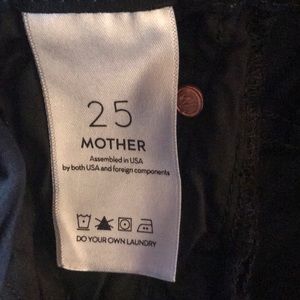 25
MOTHER
Assembled in USA
by both USA and foreign components
DO YOUR OWN LAUNDRY